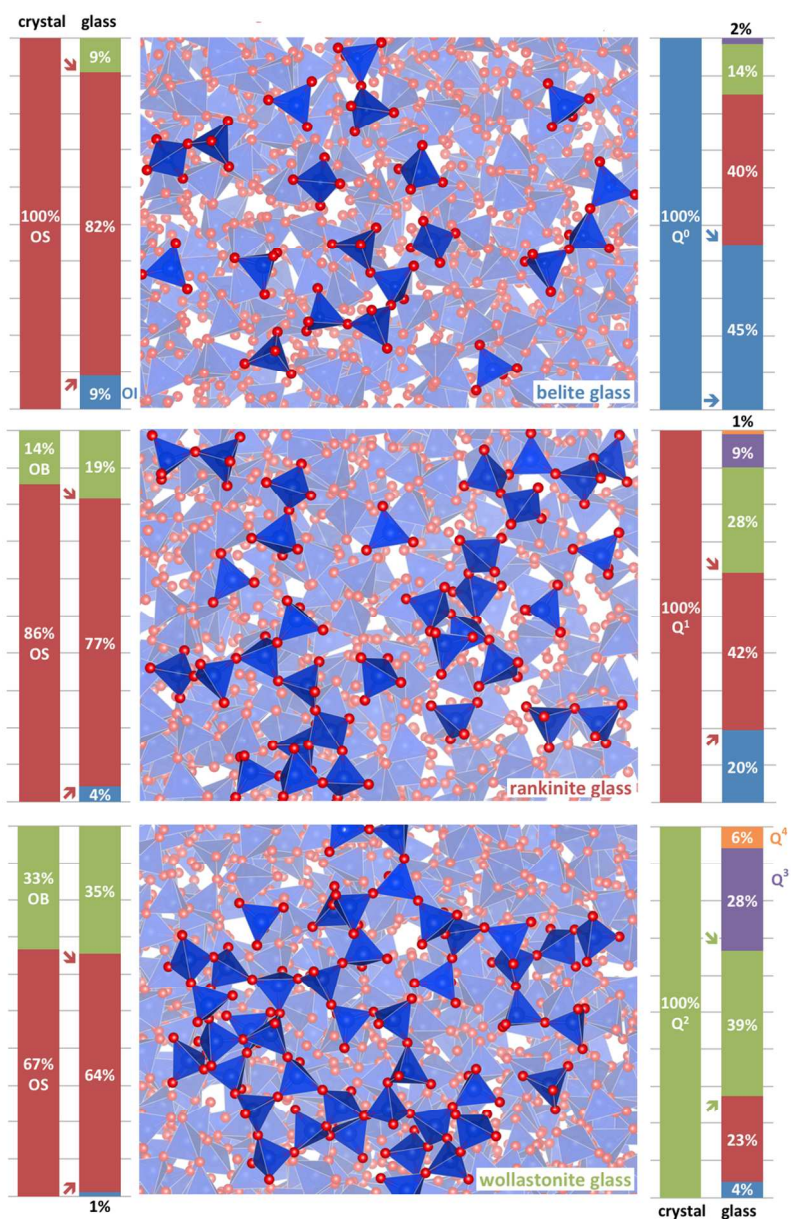 crystal glass
9%
100%
OS
82%
9%
OI
belite glass
2%
14%
40%
100%
Q⁰
45%
14%
OB
19%
86%
OS
77%
4%
rankinite glass
1%
9%
28%
100%
Q¹
42%
20%
33%
OB
35%
67%
OS
64%
1%
wollastonite glass
6%
Q⁴
Q³
28%
100%
Q²
39%
23%
4%
crystal glass